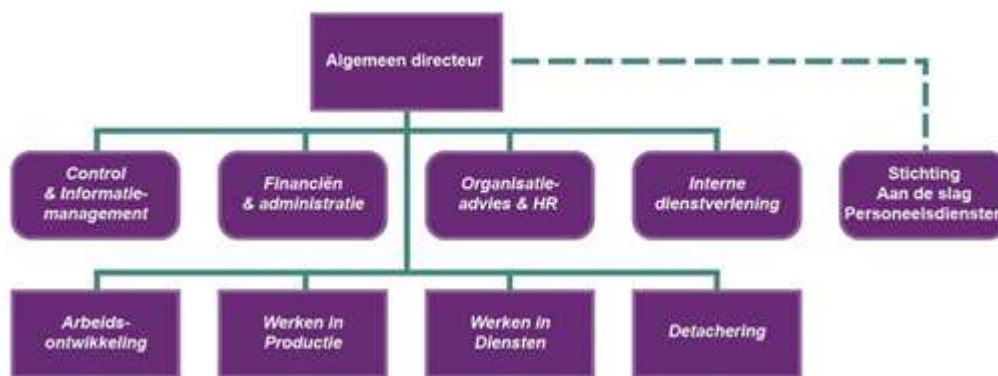 Algemeen directeur
Control
& Informatie-
management
Financiën
& administratie
Organisatie-
advies & HR
Interne
dienstverlening
Stichting
Aan de slag
Personeelsdiensten
Arbeids-
ontwikkeling
Werken in
Productie
Werken in
Diensten
Detachering